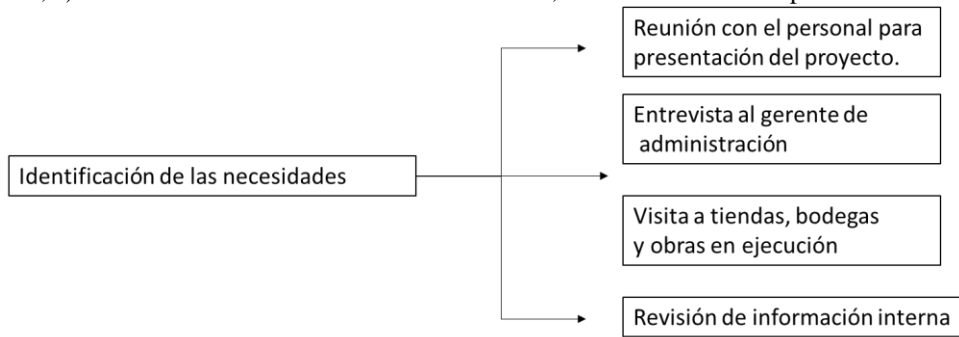 Reunión con el personal para
presentación del proyecto.
Entrevista al gerente de
administración
Identificación de las necesidades
Visita a tiendas, bodegas
y obras en ejecución
Revisión de información interna